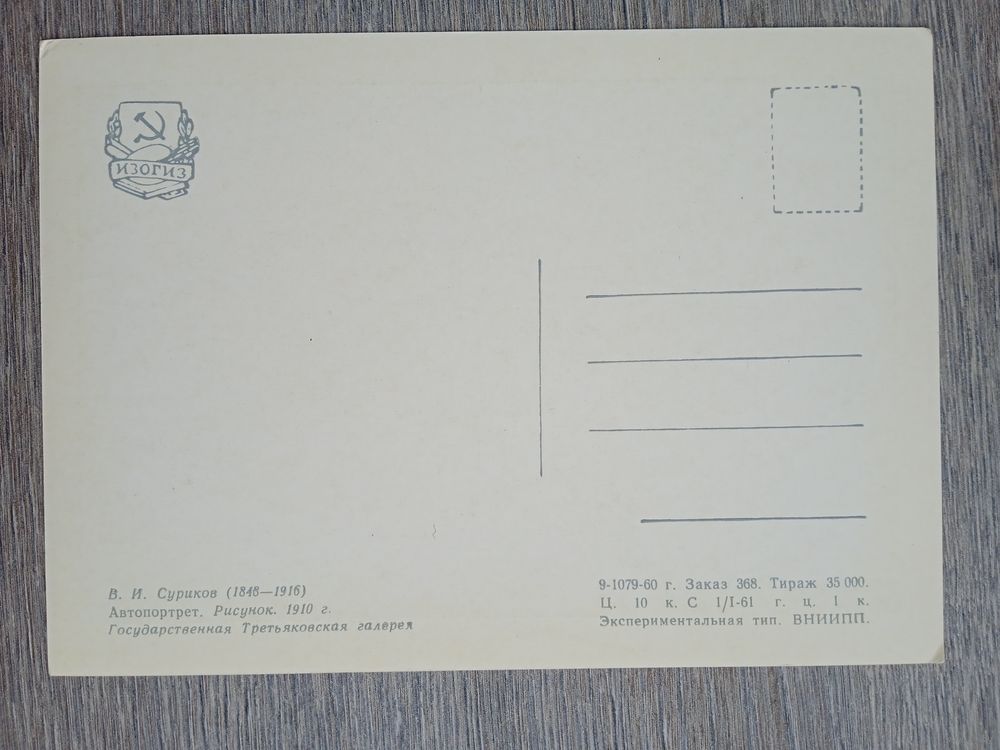 ИЗОГИЗ
В. И. Суриков (1848—1916)
Автопортрет. Рисунок. 1910 г.
Государственная Третьяковская галерея
9-1079-60 г. Заказ 368. Тираж 35 000.
Ц. 10 к. С 1/I-61 г. ц. 1 к.
Экспериментальная тип. ВНИИПП.